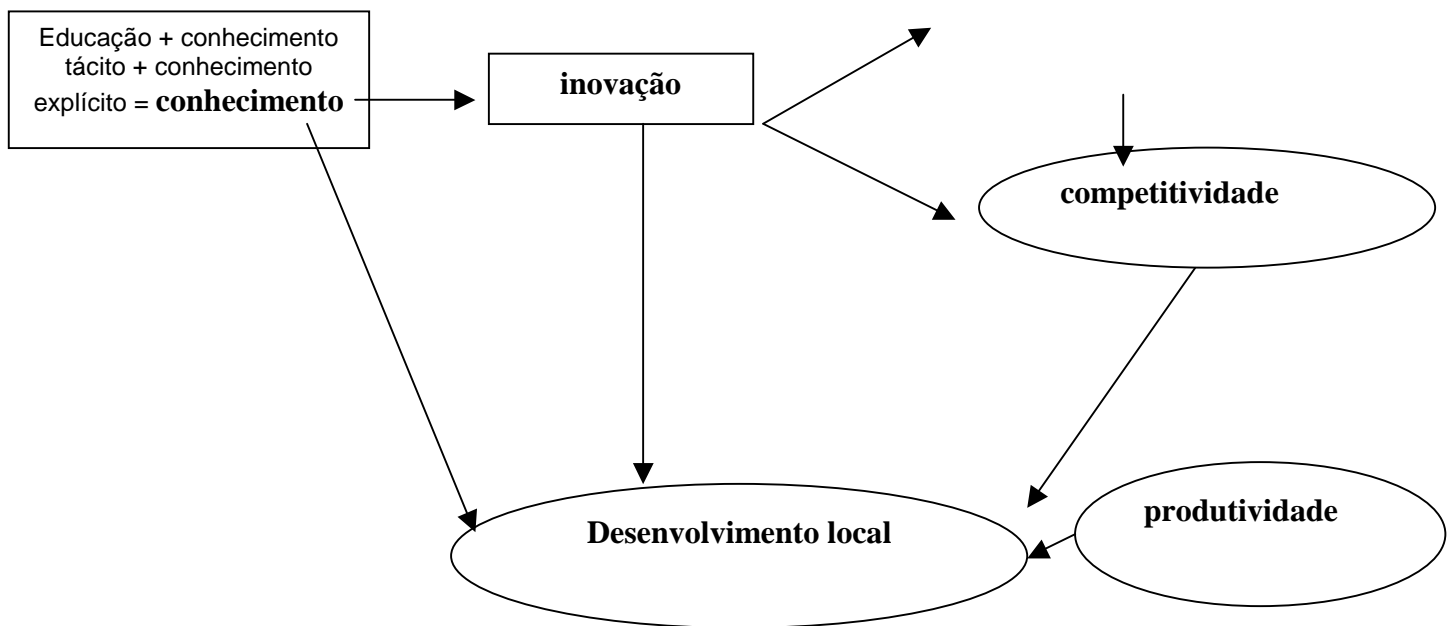 Educação + conhecimento
tácito + conhecimento
explícito = conhecimento
inovação
competitividade
produtividade
Desenvolvimento local